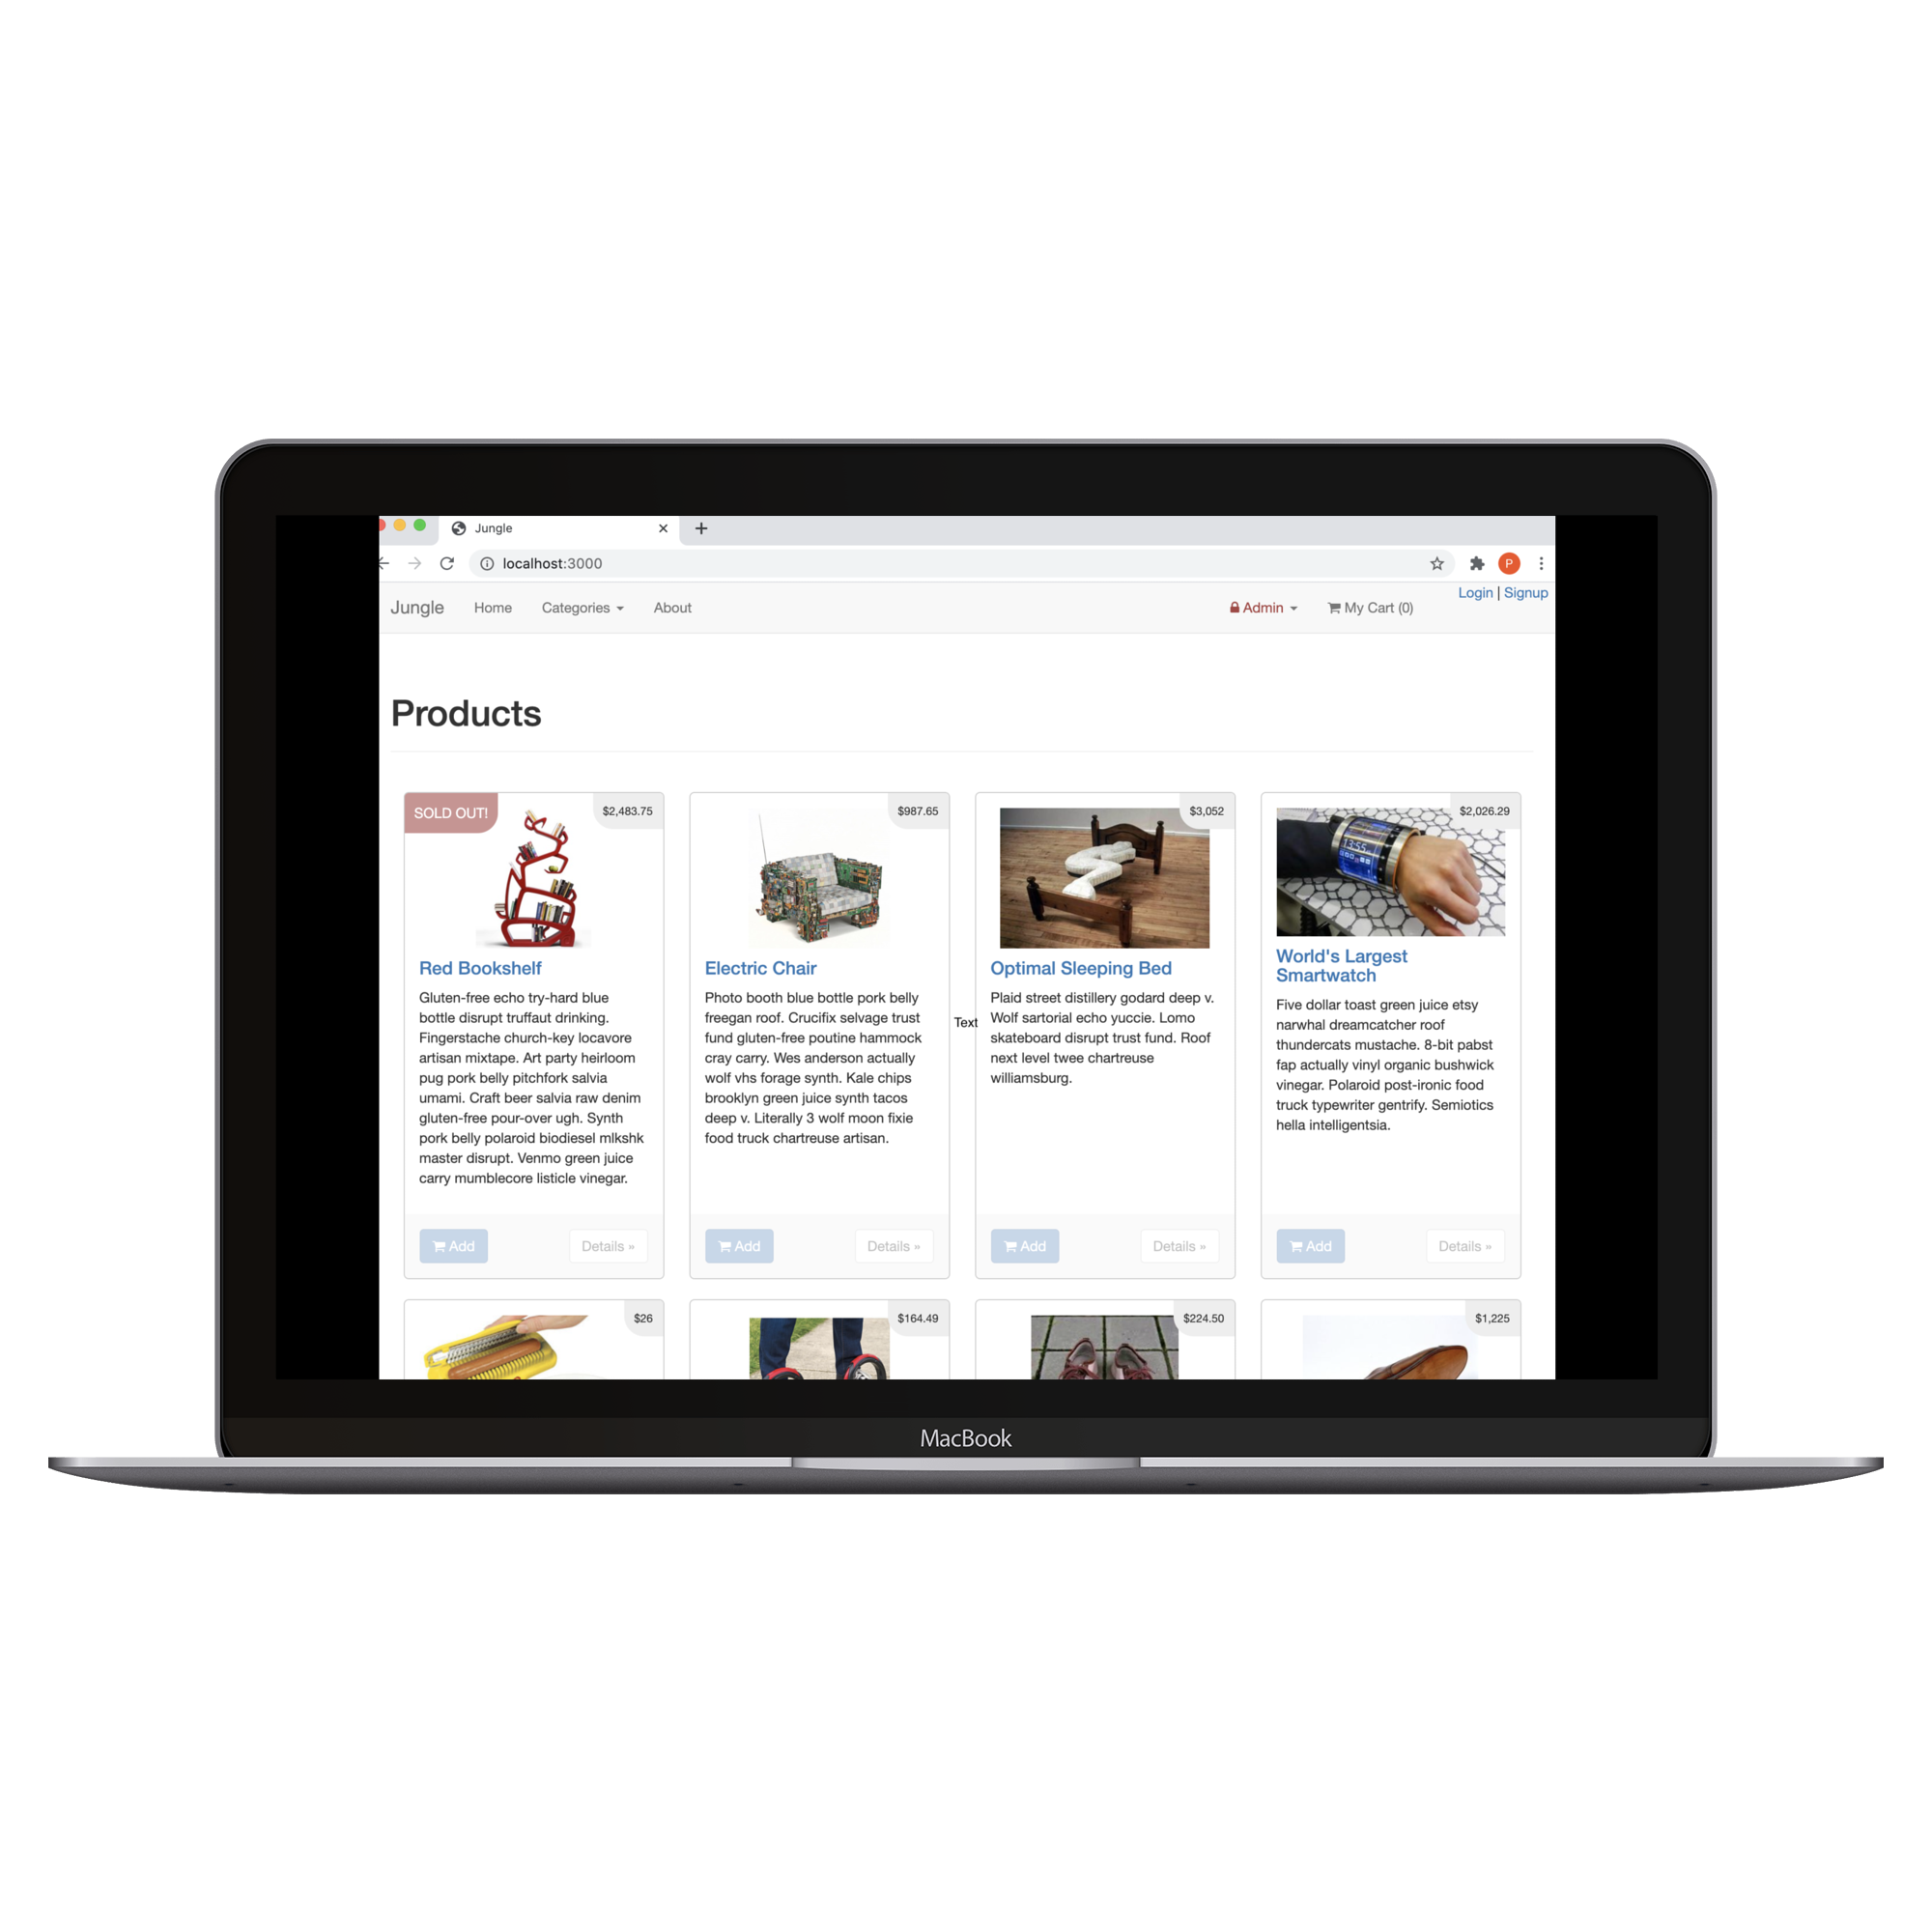 Jungle
localhost:3000
Login | Signup
Jungle Home Categories About Admin My Cart (0)
Products
SOLD OUT!
$2,483.75
Red Bookshelf
Gluten-free echo try-hard blue
bottle disrupt truffaut drinking.
Fingerstache church-key locavore
artisan mixtape. Art party heirloom
pug pork belly pitchfork salvia
umami. Craft beer salvia raw denim
gluten-free pour-over ugh. Synth
pork belly polaroid biodiesel mlkshk
master disrupt. Venmo green juice
carry mumblecore listicle vinegar.
Add Details »
$987.65
Electric Chair
Photo booth blue bottle pork belly
freegan roof. Crucifix selvage trust
fund gluten-free poutine hammock
cray carry. Wes anderson actually
wolf vhs forage synth. Kale chips
brooklyn green juice synth tacos
deep v. Literally 3 wolf moon fixie
food truck chartreuse artisan.
Add Details »
Text
$3,052
Optimal Sleeping Bed
Plaid street distillery godard deep v.
Wolf sartorial echo yuccie. Lomo
skateboard disrupt trust fund. Roof
next level twee chartreuse
williamsburg.
Add Details »
$2,026.29
13:55
World's Largest
Smartwatch
Five dollar toast green juice etsy
narwhal dreamcatcher roof
thundercats mustache. 8-bit pabst
fap actually vinyl organic bushwick
vinegar. Polaroid post-ironic food
truck typewriter gentrify. Semiotics
hella intelligentsia.
Add Details »
$26
$164.49
$224.50
$1,225
P
MacBook